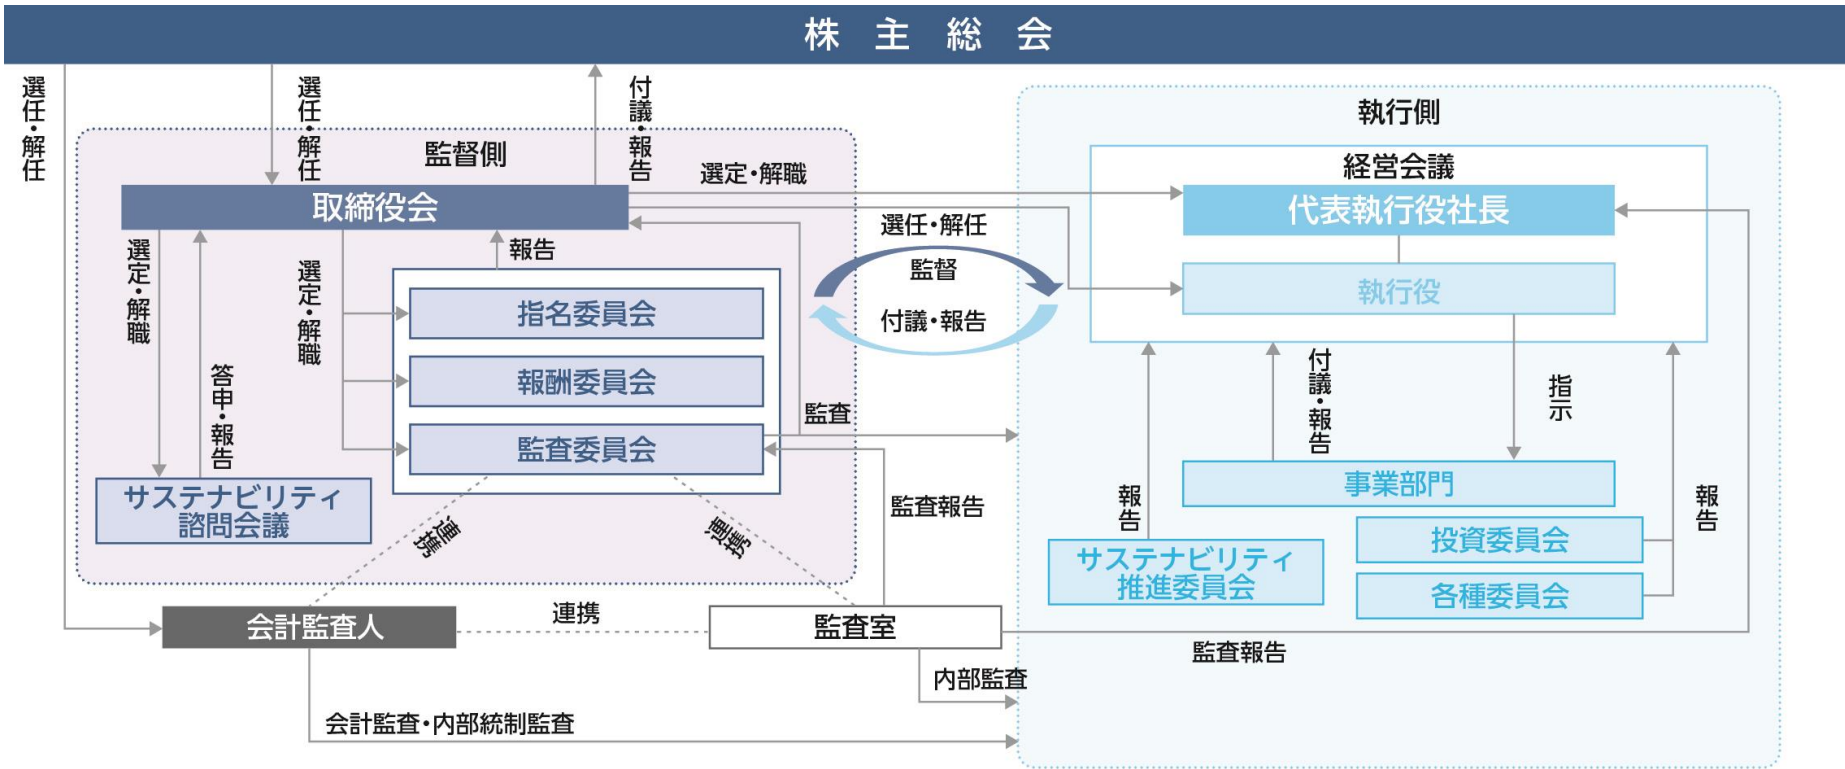 株主総会
選任・解任
選任・解任
付議・報告
監督側
取締役会
選定・解職
答申・報告
選定・解職
報告
指名委員会
報酬委員会
監査委員会
サステナビリティ
諮問会議
連携
連携
選定・解職
選任・解任
監督
付議・報告
監査
監査報告
執行側
経営会議
代表執行役社長
執行役
報告
付議・報告
指示
報告
事業部門
サステナビリティ
推進委員会
投資委員会
各種委員会
会計監査人
連携
監査室
監査報告
内部監査
会計監査・内部統制監査